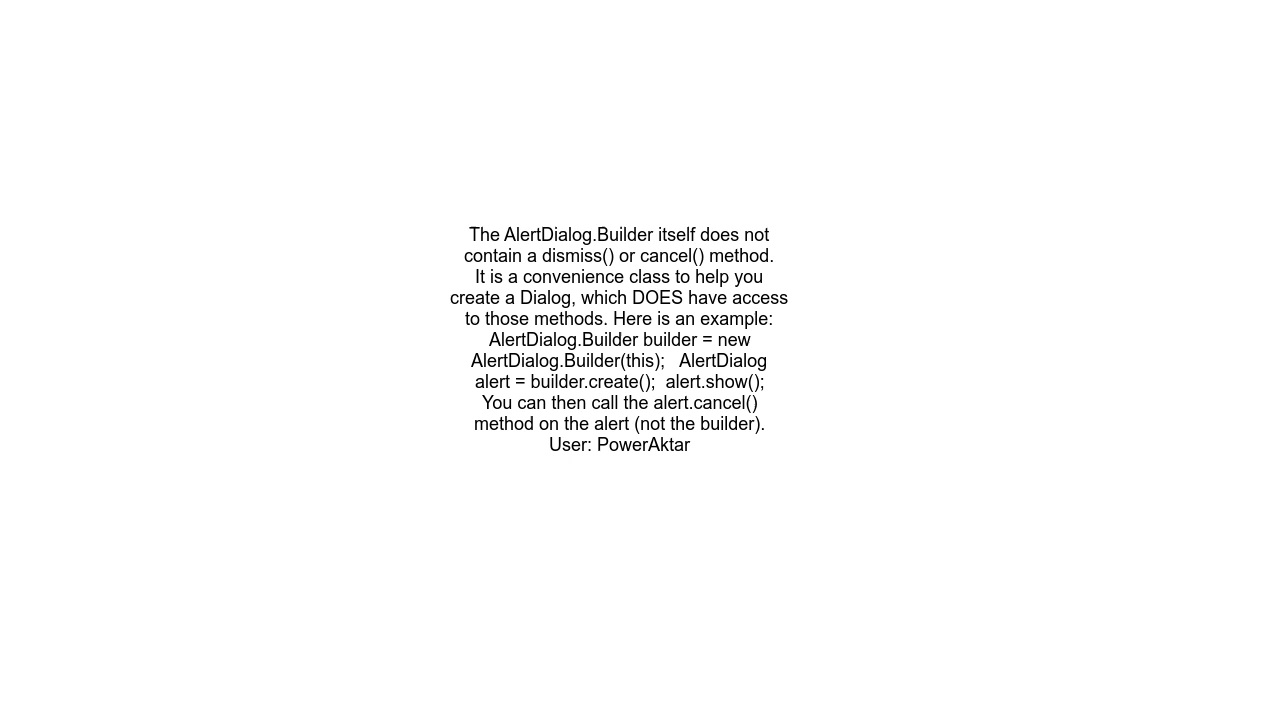 The AlertDialog.Builder itself does not
contain a dismiss() or cancel() method.
It is a convenience class to help you
create a Dialog, which DOES have access
to those methods. Here is an example:
AlertDialog.Builder builder = new
AlertDialog.Builder(this);   AlertDialog
alert = builder.create();  alert.show();
You can then call the alert.cancel()
method on the alert (not the builder).
User: PowerAktar